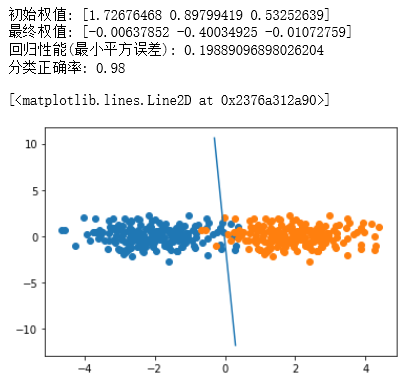 初始权值: [1.72676468 0.89799419 0.53252639]
最终权值: [-0.00637852 -0.40034925 -0.01072759]
回归性能(最小平方误差): 0.19889096898026204
分类正确率: 0.98
[<matplotlib.lines.Line2D at 0x2376a312a90>]
10
5
0
−5
−10
−4 −2 0 2 4